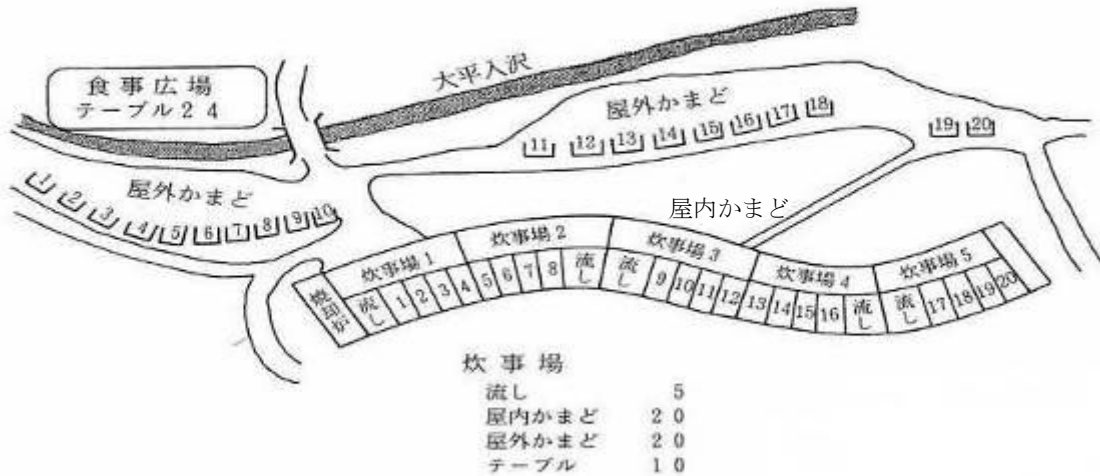 食事広場
テーブル24
大平入沢
屋外かまど
11 12 13 14 15 16 17 18
19 20
屋外かまど
1 2 3 4 5 6 7 8 9 10
屋内かまど
炊事場1 炊事場2 炊事場3 炊事場4 炊事場5
焼却炉 流し 1 2 3 4 5 6 7 8 流し 流し 9 10 11 12 13 14 15 16 流し 流し 17 18 19 20
炊事場
流し 5
屋内かまど 20
屋外かまど 20
テーブル 10